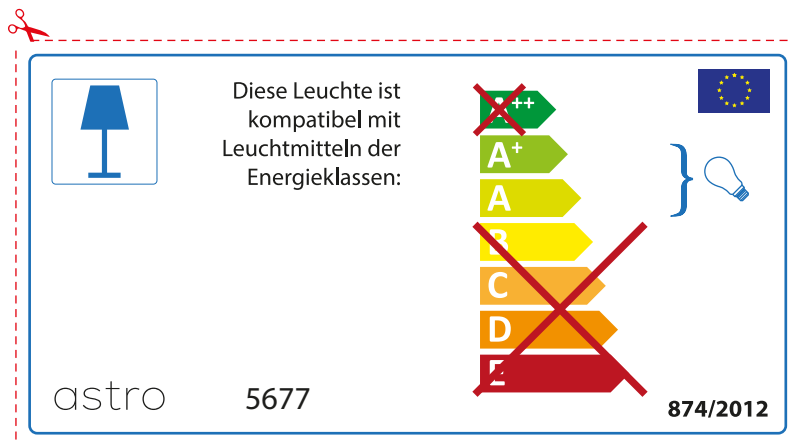 Diese Leuchte ist
kompatibel mit
Leuchtmitteln der
Energieklassen:
A++
A+
A
B
C
D
E
astro
5677
874/2012